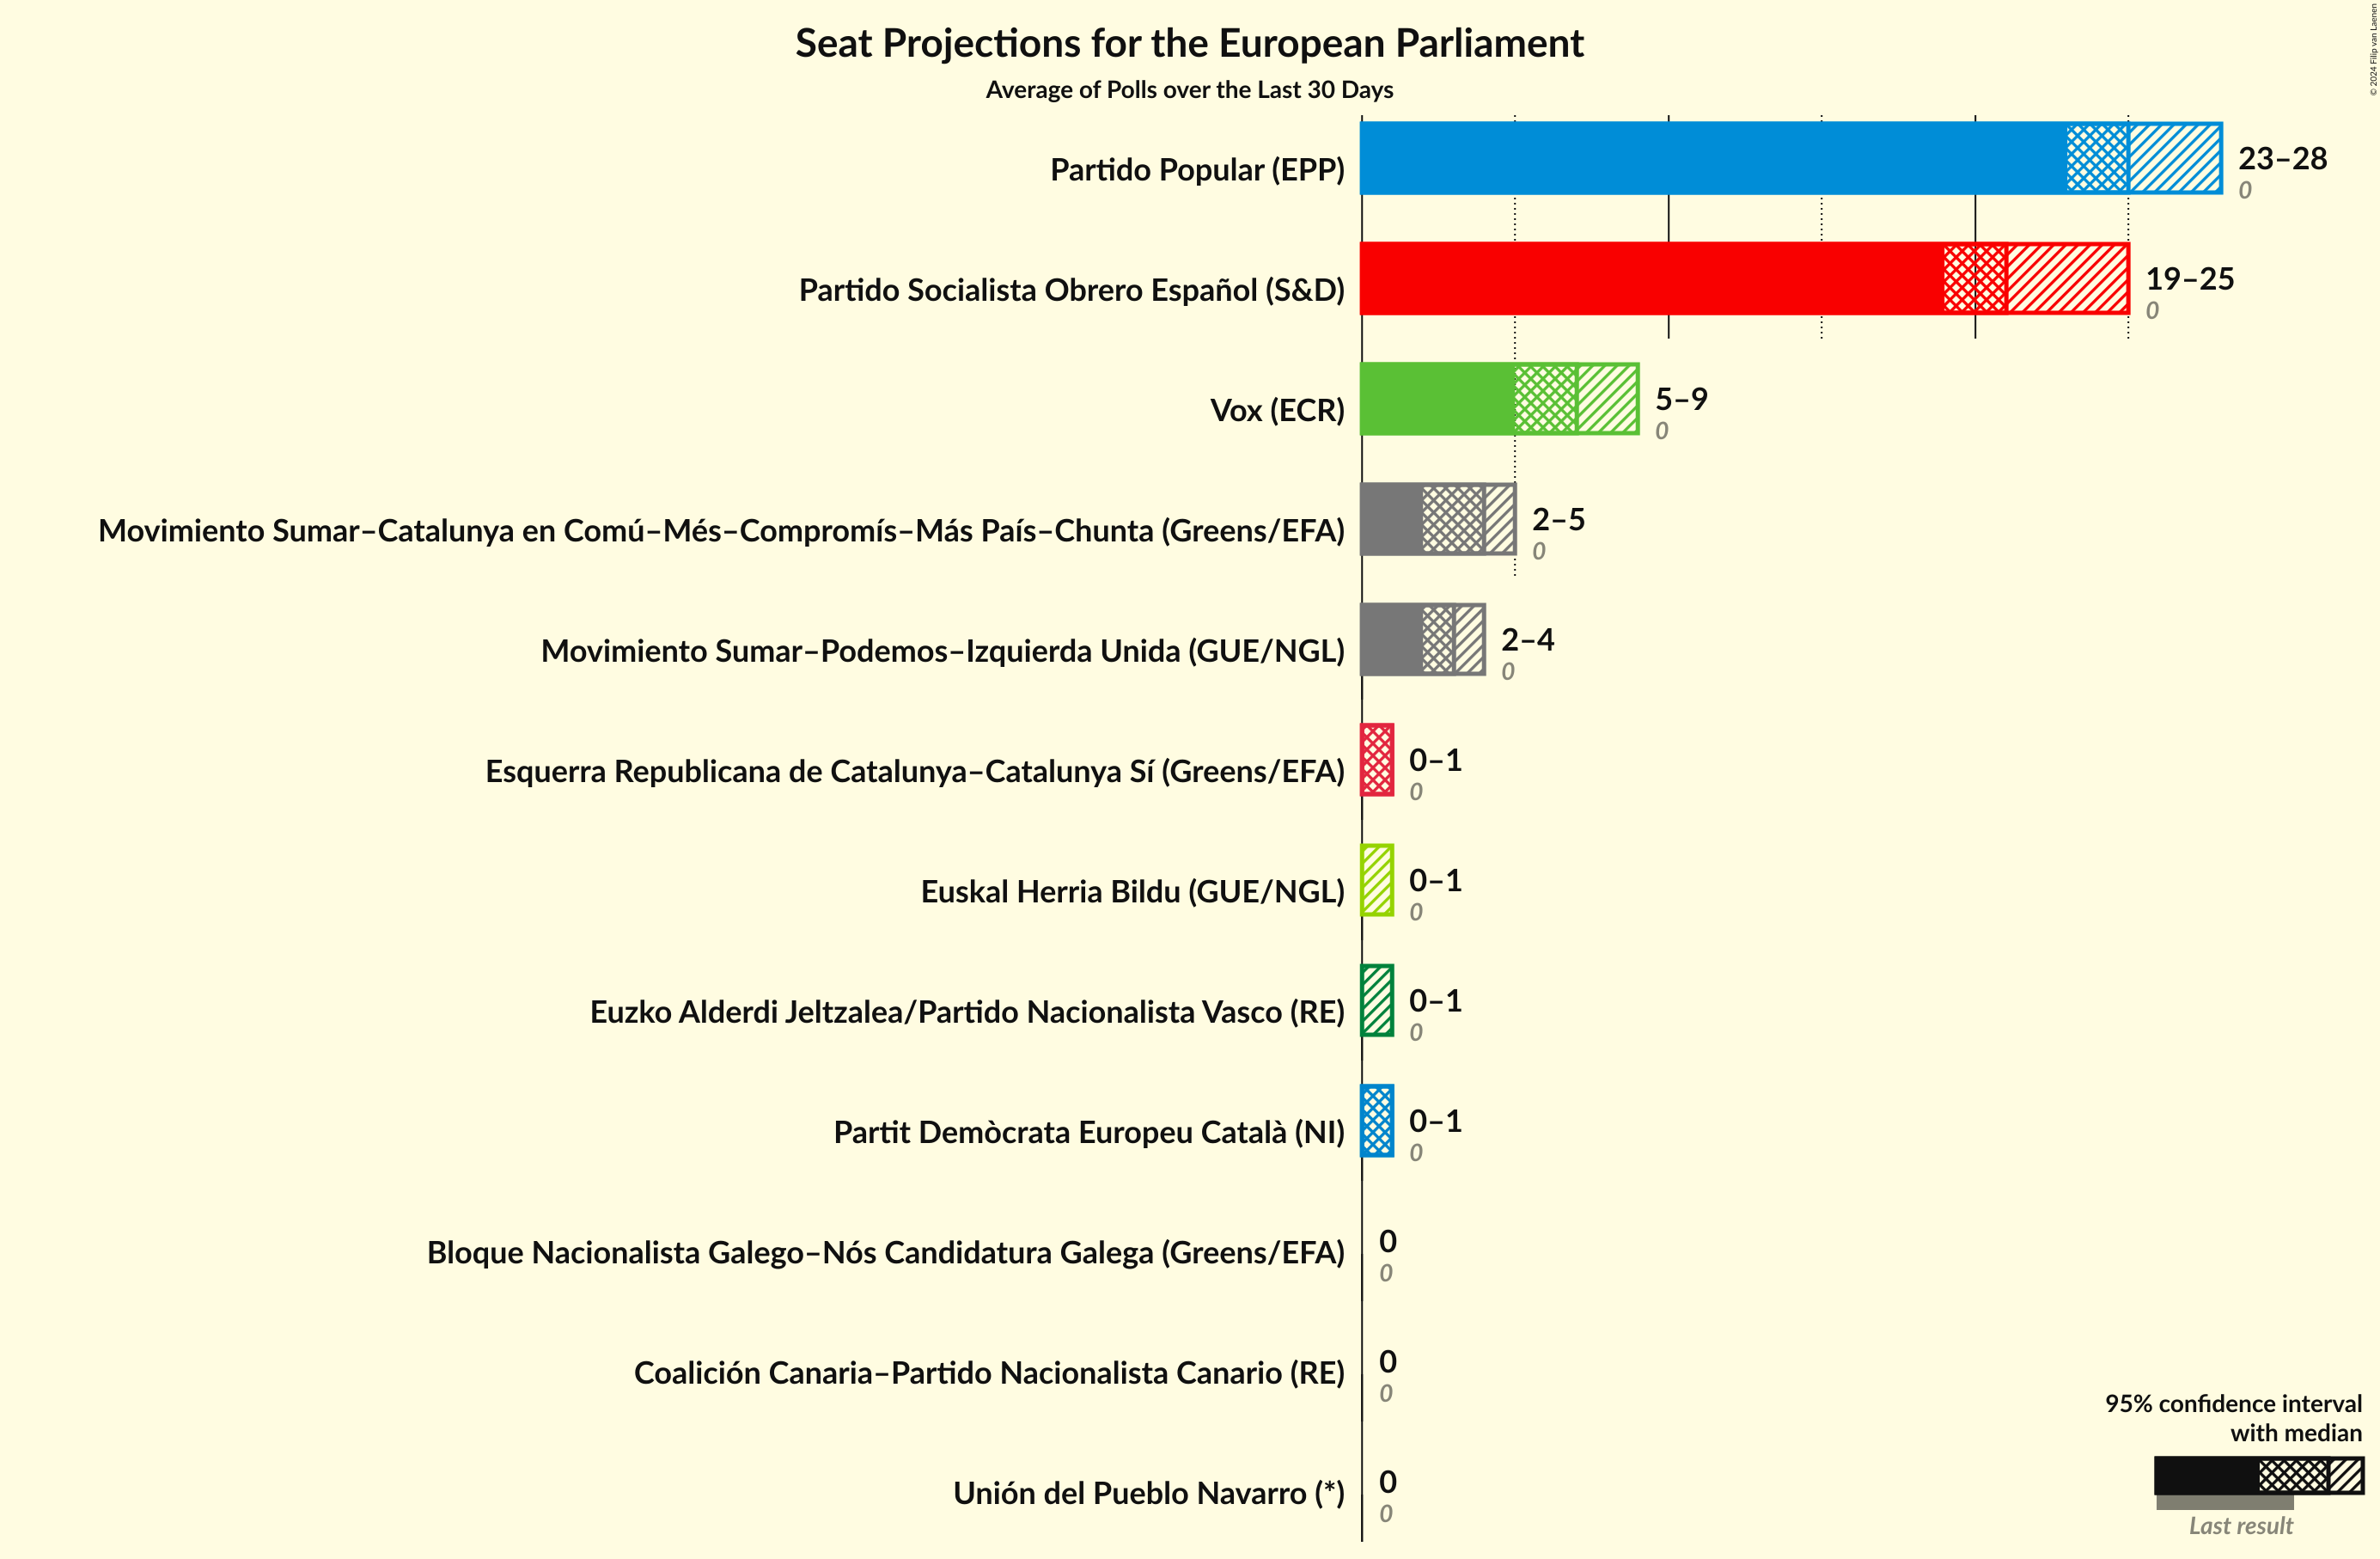 Seat Projections for the European Parliament
Average of Polls over the Last 30 Days
© 2024 Filip van Laenen
Partido Popular (EPP)
23–28
0
Partido Socialista Obrero Español (S&D)
19–25
0
Vox (ECR)
5–9
0
Movimiento Sumar–Catalunya en Comú–Més–Compromís–Más País–Chunta (Greens/EFA)
2–5
0
Movimiento Sumar–Podemos–Izquierda Unida (GUE/NGL)
2–4
0
Esquerra Republicana de Catalunya–Catalunya Sí (Greens/EFA)
0–1
0
Euskal Herria Bildu (GUE/NGL)
0–1
0
Euzko Alderdi Jeltzalea/Partido Nacionalista Vasco (RE)
0–1
0
Partit Demòcrata Europeu Català (NI)
0–1
0
Bloque Nacionalista Galego–Nós Candidatura Galega (Greens/EFA)
0
0
Coalición Canaria–Partido Nacionalista Canario (RE)
0
0
Unión del Pueblo Navarro (*)
0
0
95% confidence interval
with median
Last result